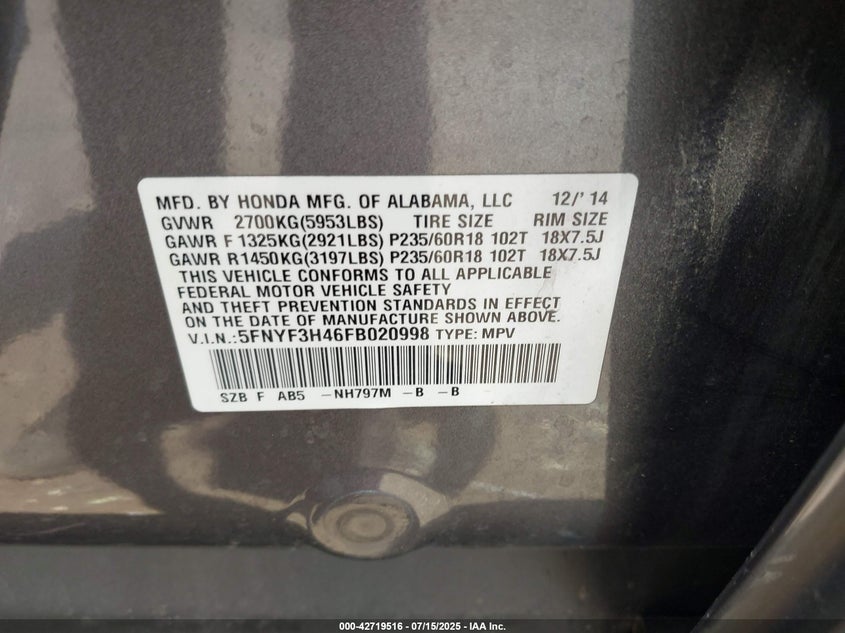 MFD. BY HONDA MFG. OF ALABAMA, LLC 12/' 14
GVWR 2700KG(5953LBS) TIRE SIZE RIM SIZE
GAWR F 1325KG(2921LBS) P235/60R18 102T 18X7.5J
GAWR R1450KG(3197LBS) P235/60R18 102T 18X7.5J
THIS VEHICLE CONFORMS TO ALL APPLICABLE
FEDERAL MOTOR VEHICLE SAFETY
AND THEFT PREVENTION STANDARDS IN EFFECT
ON THE DATE OF MANUFACTURE SHOWN ABOVE.
V.I.N.:5FNYF3H46FB020998 TYPE: MPV
SZB F AB5 -NH797M -B -B
000-42719516 - 07/15/2025 - IAA Inc.